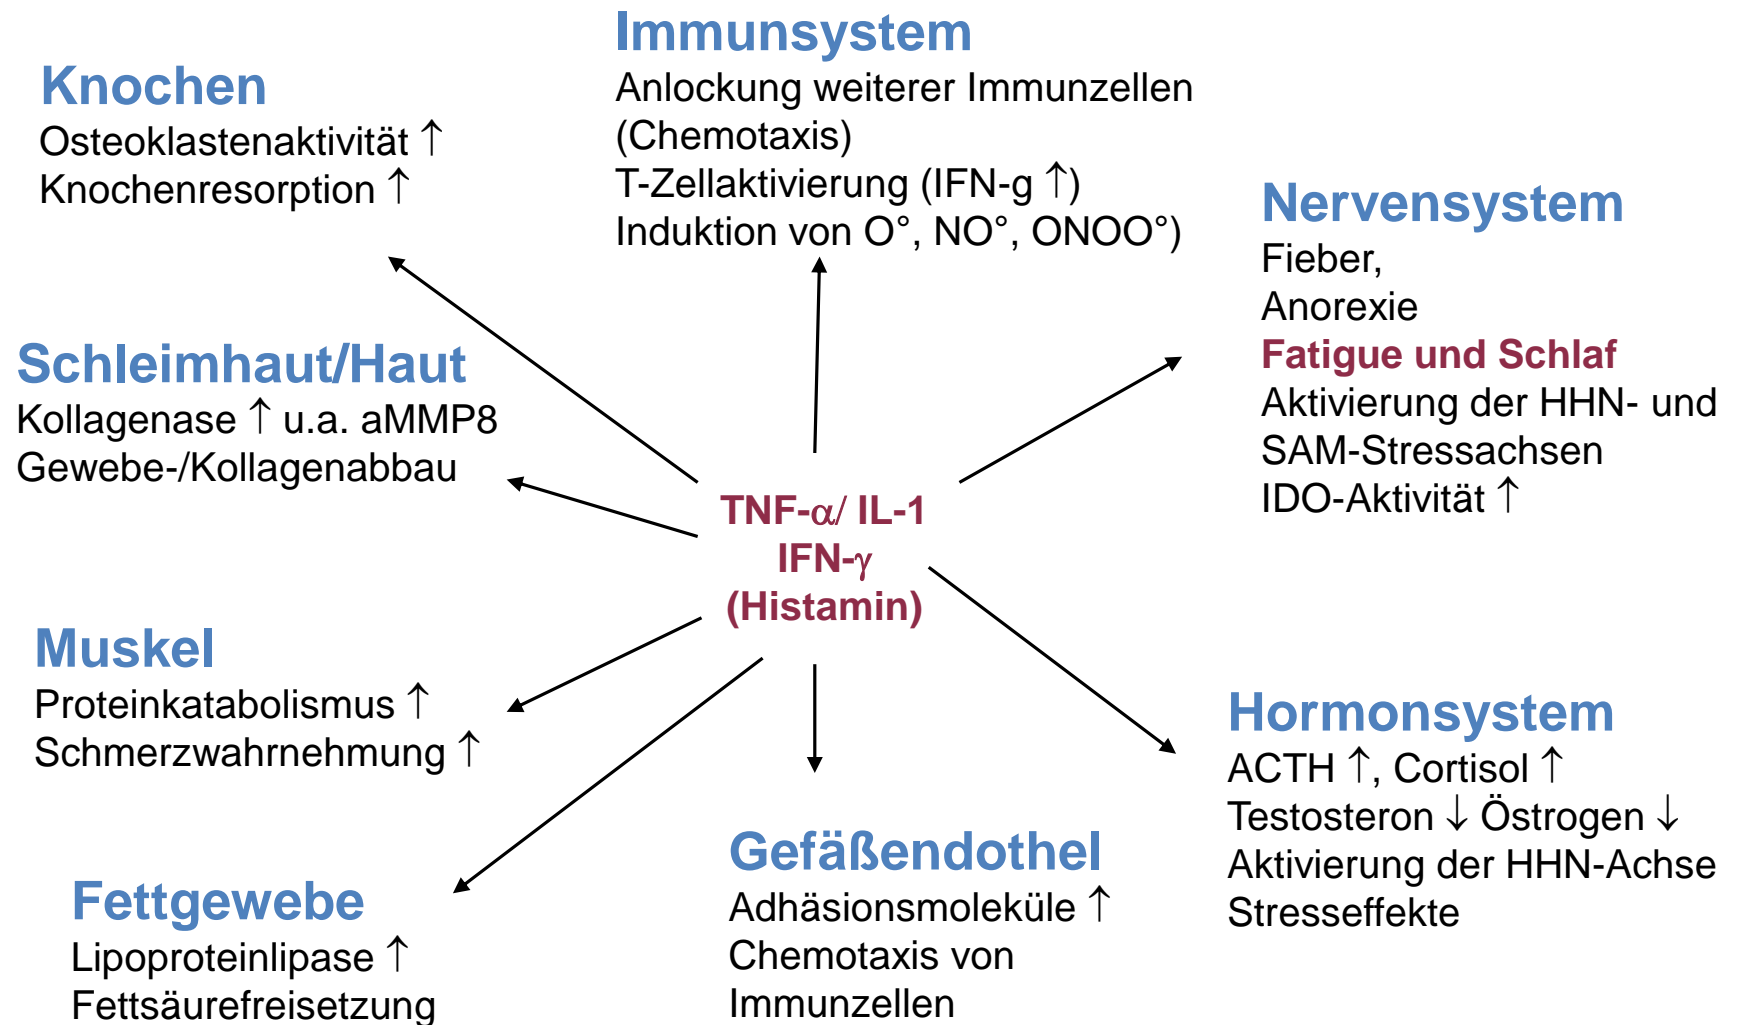 Immunsystem
Anlockung weiterer Immunzellen
(Chemotaxis)
T-Zellaktivierung (IFN-g ↑)
Induktion von O°, NO°, ONOO°)
Knochen
Osteoklastenaktivität ↑
Knochenresorption ↑
Nervensystem
Fieber,
Anorexie
Fatigue und Schlaf
Aktivierung der HHN- und
SAM-Stressachsen
IDO-Aktivität ↑
Schleimhaut/Haut
Kollagenase ↑ u.a. aMMP8
Gewebe-/Kollagenabbau
TNF-α/ IL-1
IFN-γ
(Histamin)
Muskel
Proteinkatabolismus ↑
Schmerzwahrnehmung ↑
Hormonsystem
ACTH ↑, Cortisol ↑
Testosteron ↓ Östrogen ↓
Aktivierung der HHN-Achse
Stresseffekte
Gefäßendothel
Adhäsionsmoleküle ↑
Chemotaxis von
Immunzellen
Fettgewebe
Lipoproteinlipase ↑
Fettsäurefreisetzung